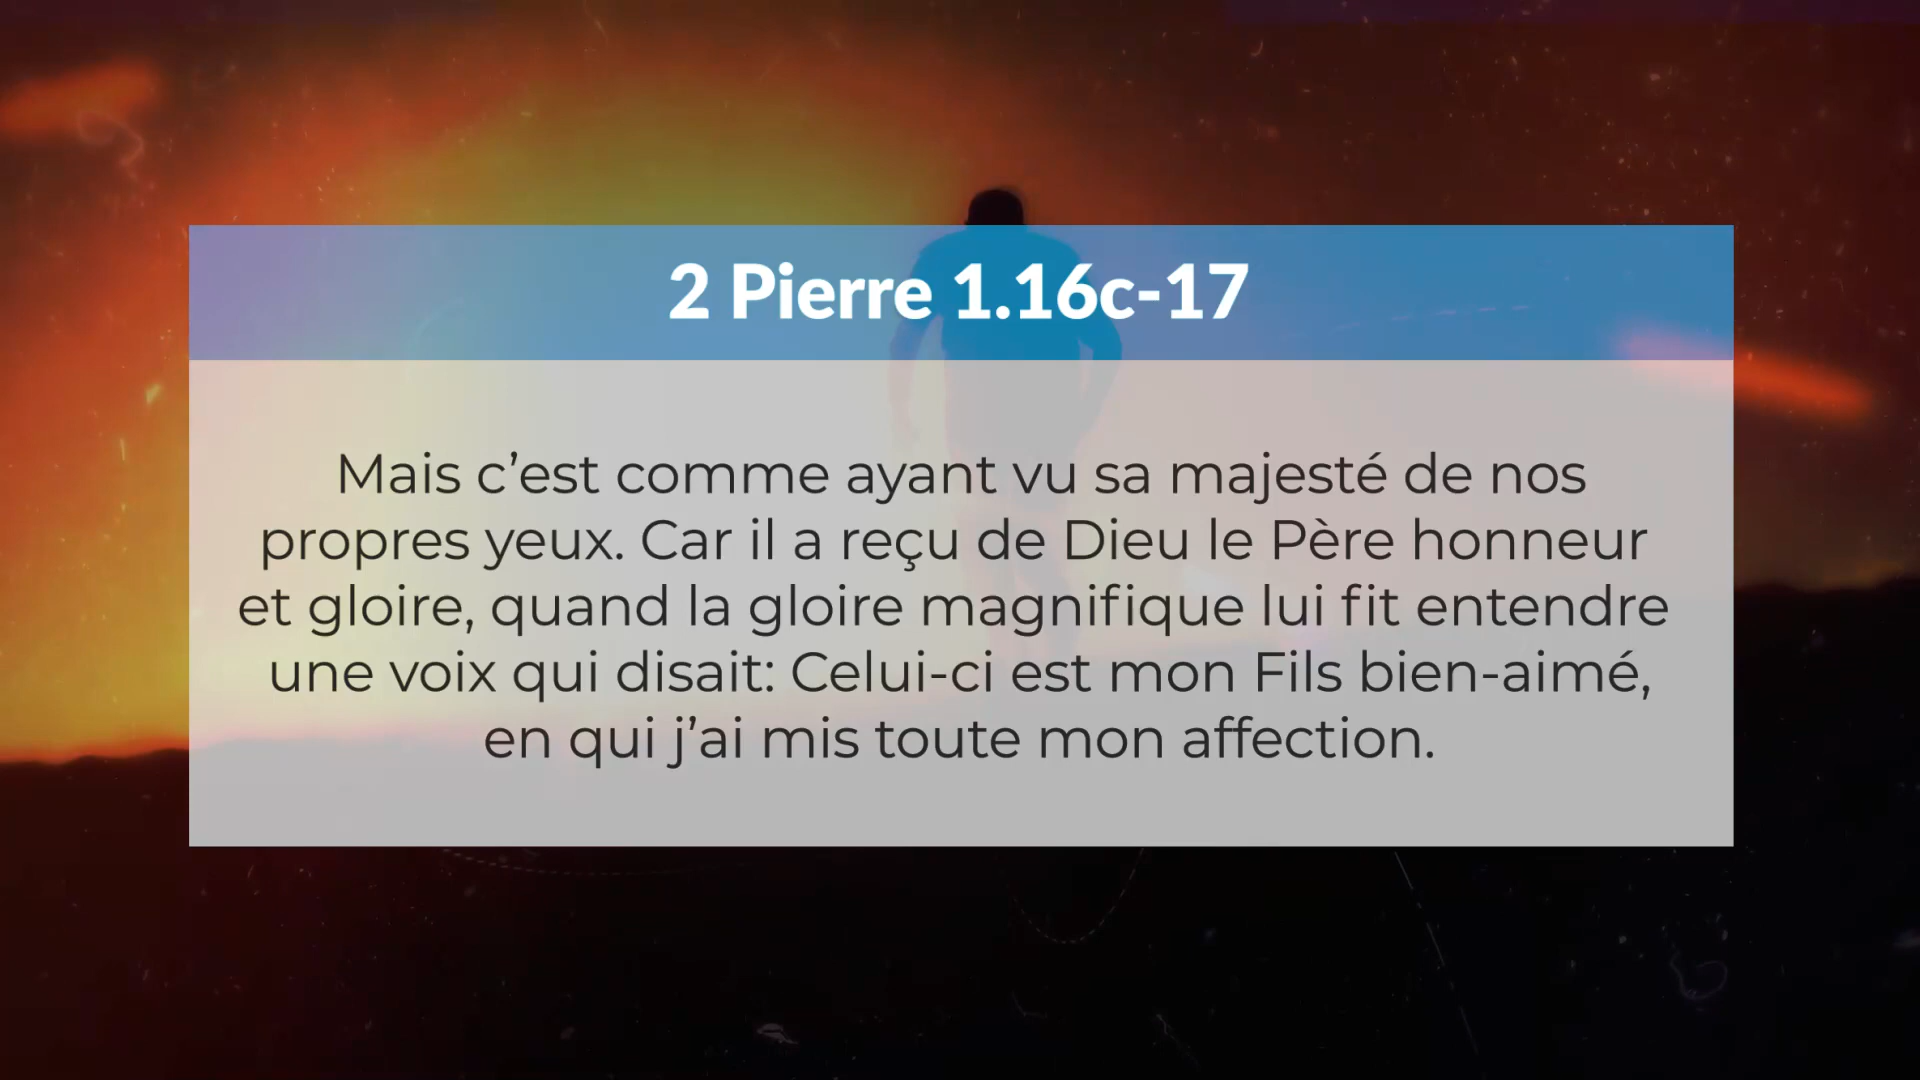 2 Pierre 1.16c-17
Mais c’est comme ayant vu sa majesté de nos
propres yeux. Car il a reçu de Dieu le Père honneur
et gloire, quand la gloire magnifique lui fit entendre
une voix qui disait: Celui-ci est mon Fils bien-aimé,
en qui j’ai mis toute mon affection.